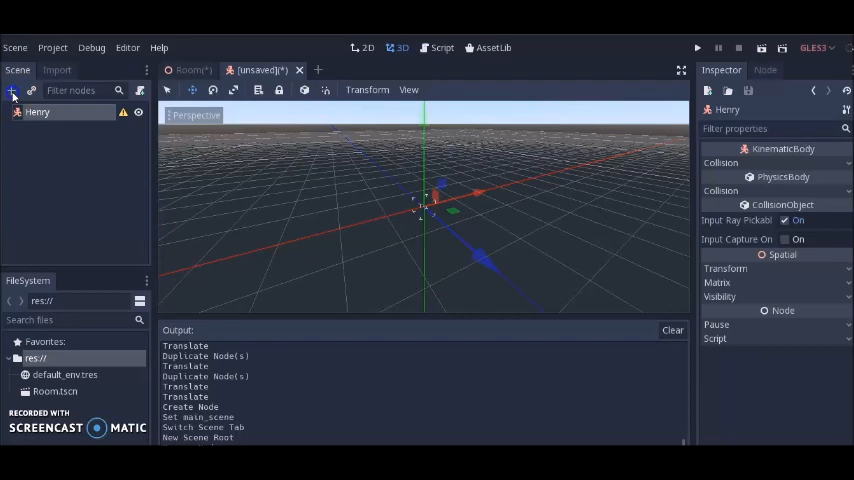 Scene Project Debug Editor Help
2D 3D Script AssetLib
GLES3
Scene Import
Room(*) [unsaved](*)
Inspector Node
Filter nodes
Transform View
Henry
Perspective
Henry
Filter properties
KinematicBody
Collision
PhysicsBody
Collision
CollisionObject
Input Ray Pickabl On
Input Capture On On
Spatial
Transform
Matrix
Visibility
Node
Pause
Script
FileSystem
res://
Search files
Favorites:
res://
default_env.tres
Room.tscn
Output:
Clear
Translate
Duplicate Node(s)
Translate
Duplicate Node(s)
Translate
Translate
Create Node
Set main_scene
Switch Scene Tab
New Scene Root
RECORDED WITH
SCREENCAST MATIC